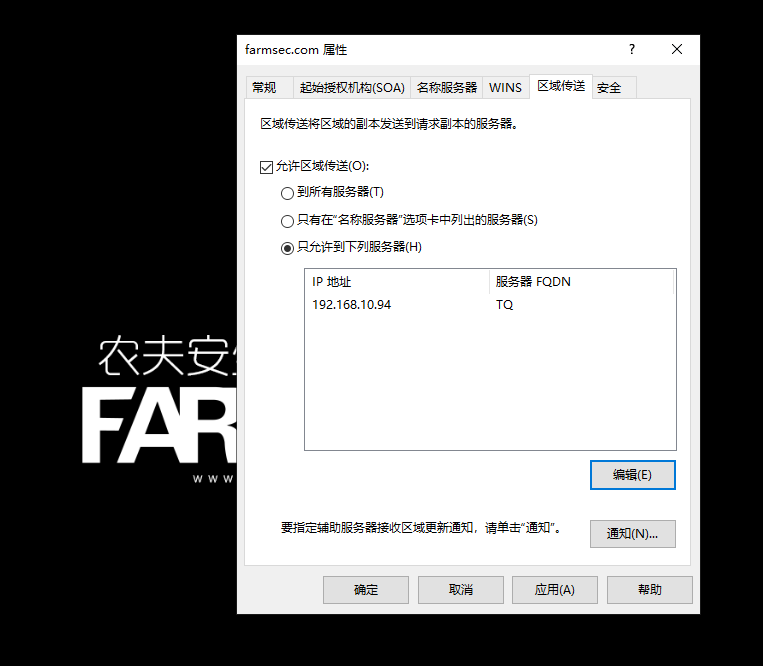 farmsec.com 属性
常规 起始授权机构(SOA) 名称服务器 WINS 区域传送 安全
区域传送将区域的副本发送到请求副本的服务器。
允许区域传送(O):
到所有服务器(T)
只有在“名称服务器”选项卡中列出的服务器(S)
只允许到下列服务器(H)
IP 地址 服务器 FQDN
192.168.10.94 TQ
编辑(E)
要指定辅助服务器接收区域更新通知，请单击“通知”。
通知(N)...
确定 取消 应用(A) 帮助
农夫安
FAR
www